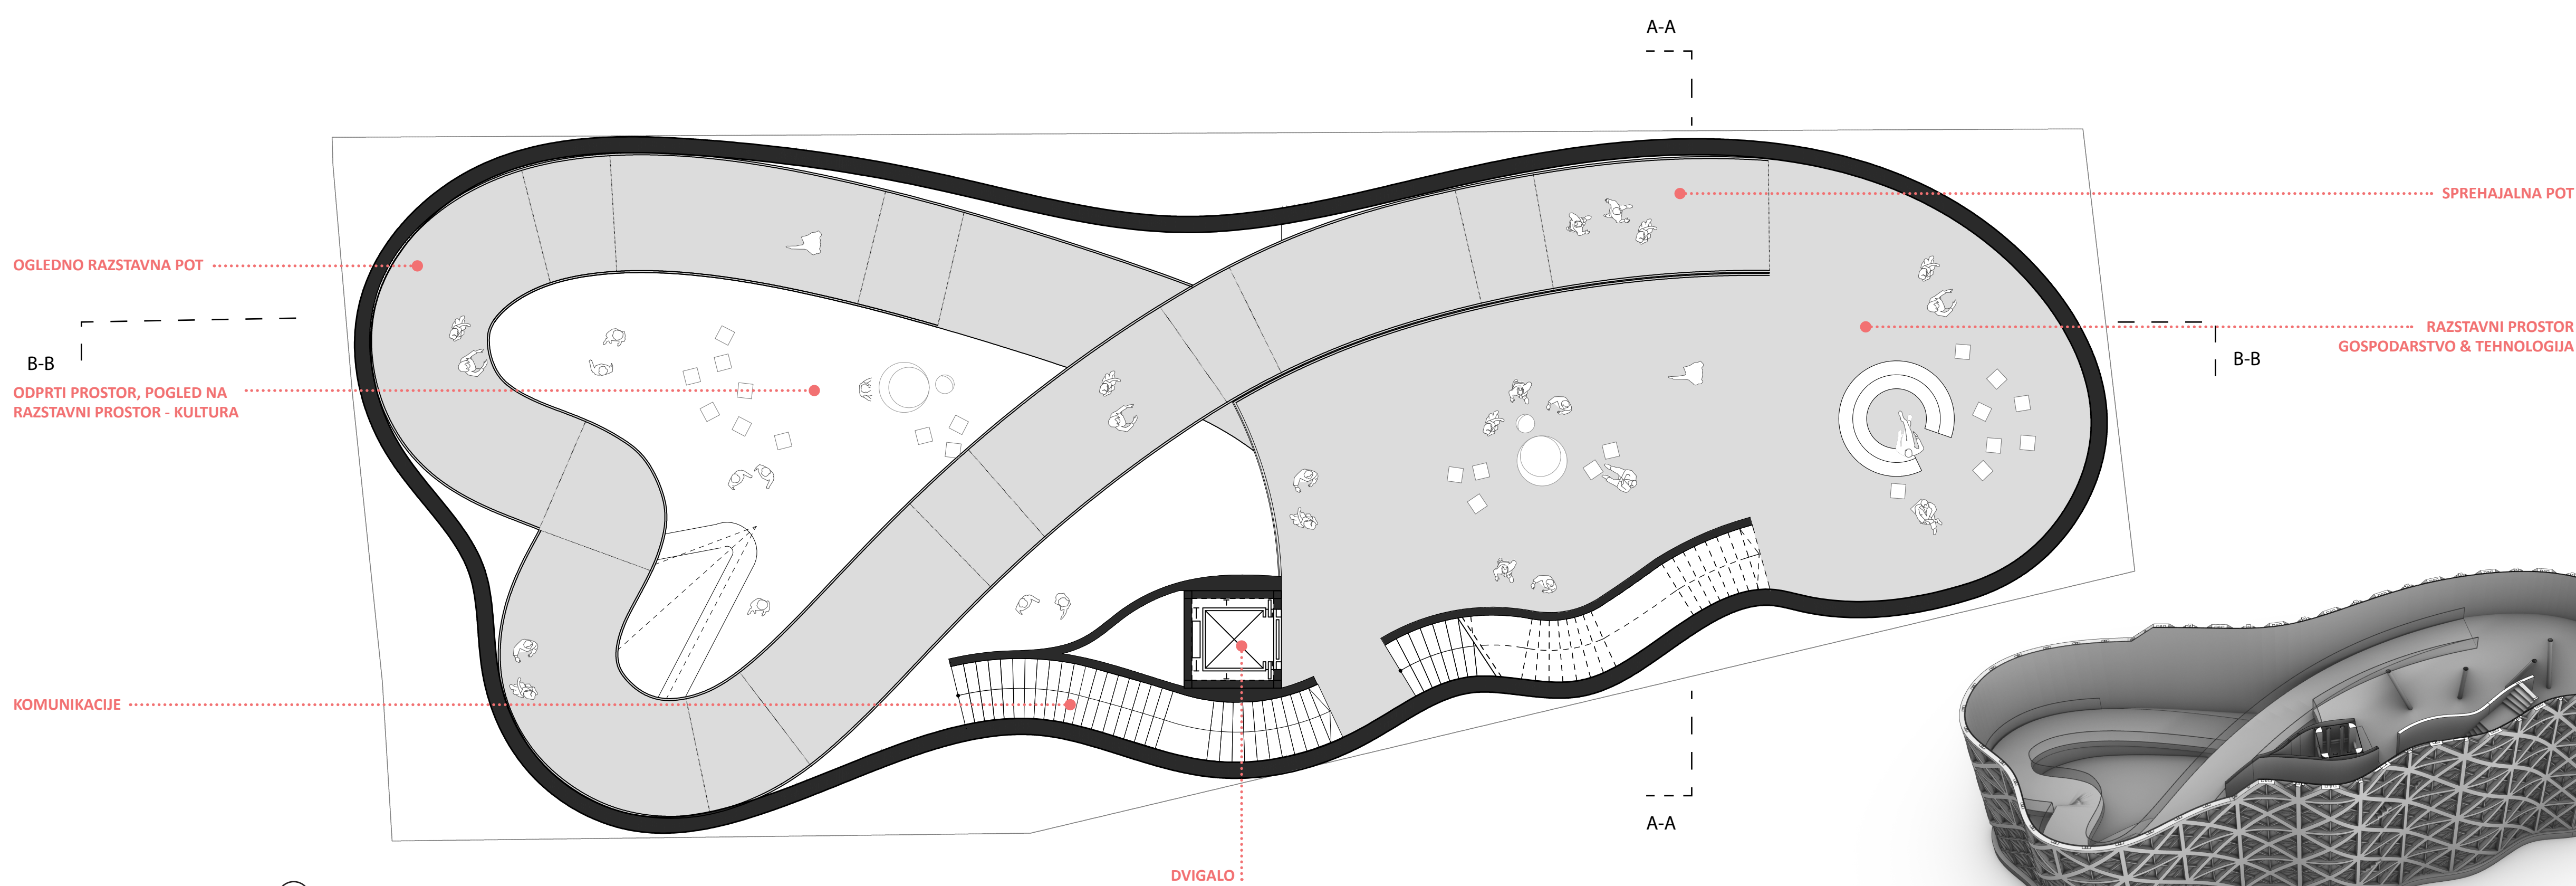 A-A
SPREHAJALNA POT
OGLEDNO RAZSTAVNA POT
RAZSTAVNI PROSTOR
GOSPODARSTVO & TEHNOLOGIJA
B-B
B-B
ODPRTI PROSTOR, POGLED NA
RAZSTAVNI PROSTOR - KULTURA
KOMUNIKACIJE
A-A
DVIGALO